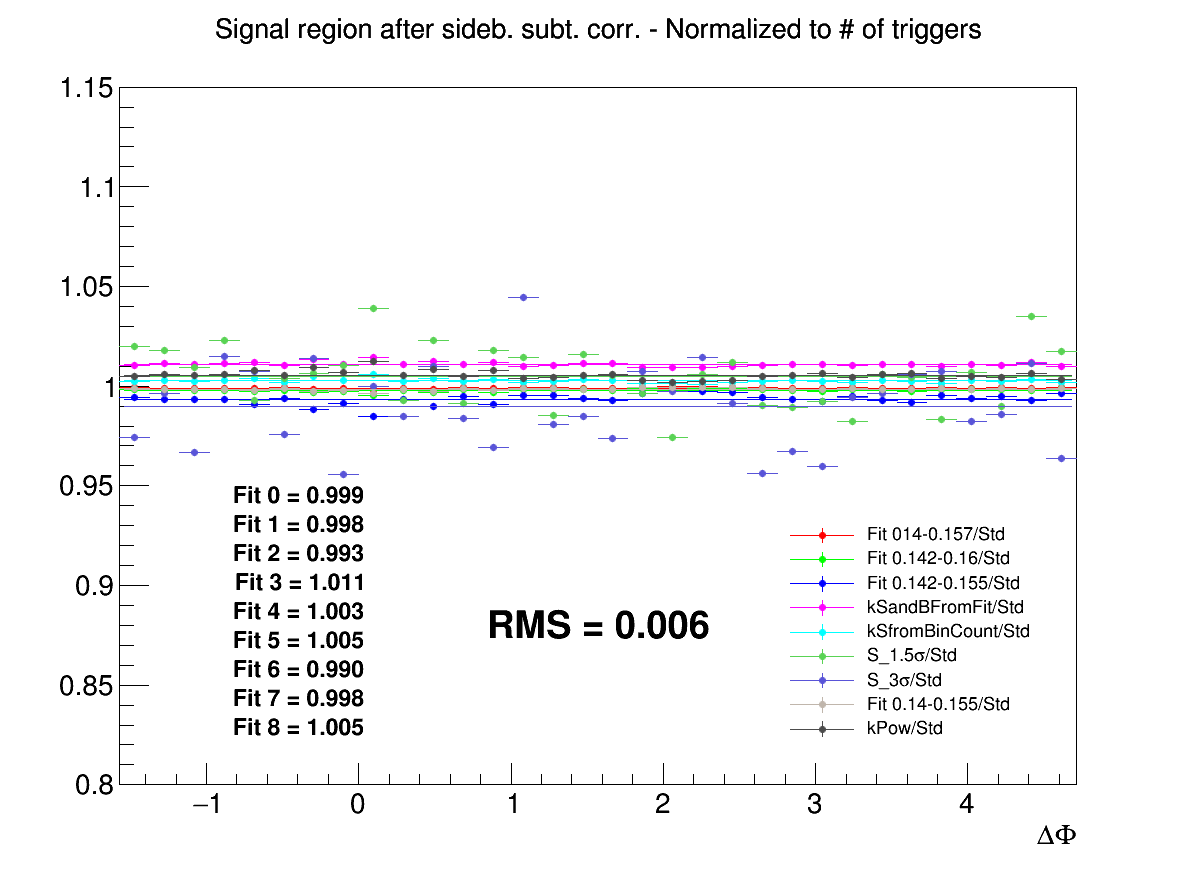 Signal region after sideb. subt. corr. - Normalized to # of triggers
1.15
1.1
1.05
1
0.95
0.9
0.85
0.8
Fit 0 = 0.999
Fit 1 = 0.998
Fit 2 = 0.993
Fit 3 = 1.011
Fit 4 = 1.003
Fit 5 = 1.005
Fit 6 = 0.990
Fit 7 = 0.998
Fit 8 = 1.005
RMS = 0.006
Fit 014-0.157/Std
Fit 0.142-0.16/Std
Fit 0.142-0.155/Std
kSandBFromFit/Std
kSfromBinCount/Std
S_1.5σ/Std
S_3σ/Std
Fit 0.14-0.155/Std
kPow/Std
−1 0 1 2 3 4
ΔΦ